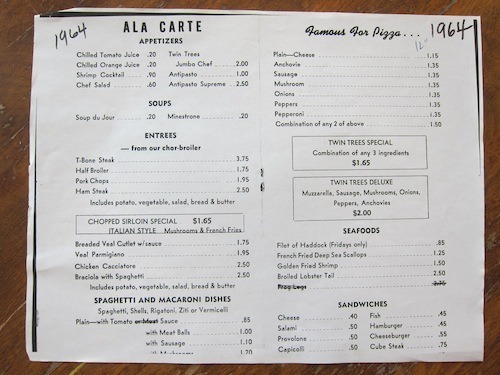 1964
ALA CARTE
APPETIZERS
Chilled Tomato Juice .20
Chilled Orange Juice .20
Shrimp Cocktail .90
Chef Salad .60
Twin Trees
Jumbo Chef 2.00
Antipasto 1.00
Antipasto Supreme 2.50
SOUPS
Soup du Jour .20 Minestrone .20
ENTREES
— from our char-broiler
T-Bone Steak 3.75
Half Broiler 1.75
Pork Chops 1.95
Ham Steak 2.50
Includes potato, vegetable, salad, bread & butter
CHOPPED SIRLOIN SPECIAL $1.65
ITALIAN STYLE Mushrooms & French Fries
Breaded Veal Cutlet w/sauce 1.75
Veal Parmigiano 1.95
Chicken Cacciatore 2.50
Braciola with Spaghetti 2.50
Includes potato, vegetable, salad, bread & butter
SPAGHETTI AND MACARONI DISHES
Spaghetti, Shells, Rigatoni, Ziti or Vermicelli
Plain—with Tomato or Meat Sauce .85
with Meat Balls 1.00
with Sausage 1.10
with Mushrooms 1.20
Famous For Pizza . . .
12" 1964
Plain—Cheese 1.15
Anchovie 1.35
Sausage 1.35
Mushroom 1.35
Onions 1.35
Peppers 1.35
Pepperoni 1.35
Combination of any 2 of above 1.50
TWIN TREES SPECIAL
Combination of any 3 ingredients
$1.65
TWIN TREES DELUXE
Muzzarella, Sausage, Mushrooms, Onions,
Peppers, Anchovies
$2.00
SEAFOODS
Filet of Haddock (Fridays only) .85
French Fried Deep Sea Scallops 1.25
Golden Fried Shrimp 1.50
Broiled Lobster Tail 2.50
Frog Legs
SANDWICHES
Cheese .40
Salami .50
Provolone .50
Capicolli .50
Fish .45
Hamburger .45
Cheeseburger .55
Cube Steak .75